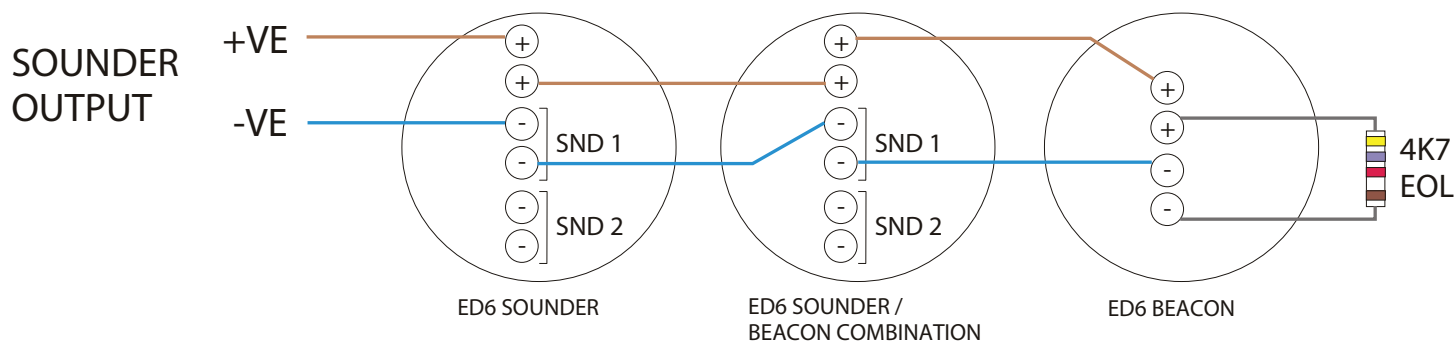 SOUNDER
OUTPUT
+VE
-VE
+
+
-
-
SND 1
-
-
SND 2
ED6 SOUNDER
+
+
-
-
SND 1
-
-
SND 2
ED6 SOUNDER /
BEACON COMBINATION
+
+
-
-
ED6 BEACON
4K7
EOL